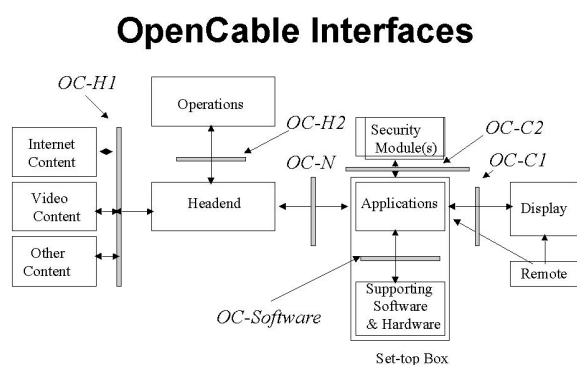 OpenCable Interfaces
OC-H1
Operations
OC-H2
Security
Module(s)
OC-C2
Internet
Content
OC-N
OC-C1
Video
Content
Headend
Applications
Display
Other
Content
Remote
OC-Software
Supporting
Software
& Hardware
Set-top Box